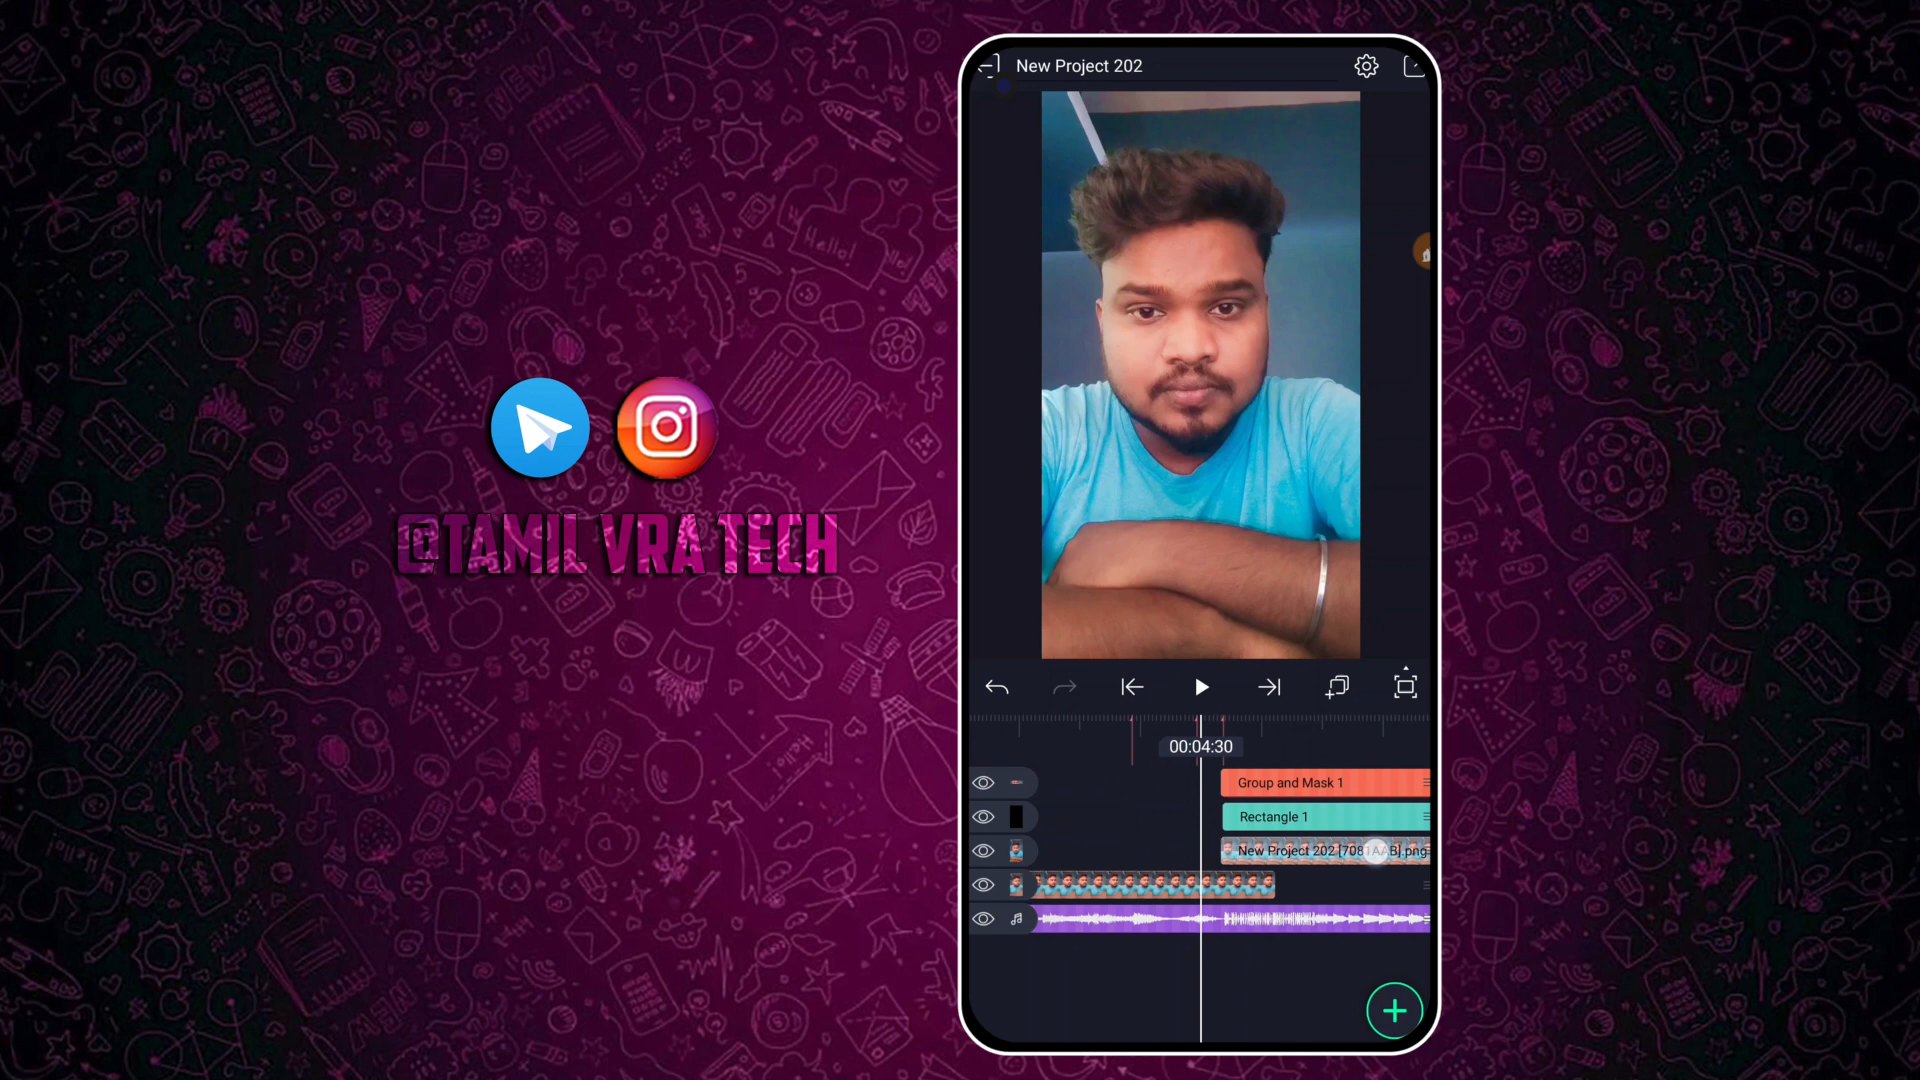 New Project 202
@TAMIL VRA TECH
00:04:30
Group and Mask 1
Rectangle 1
New Project 202 [7081AAB].png